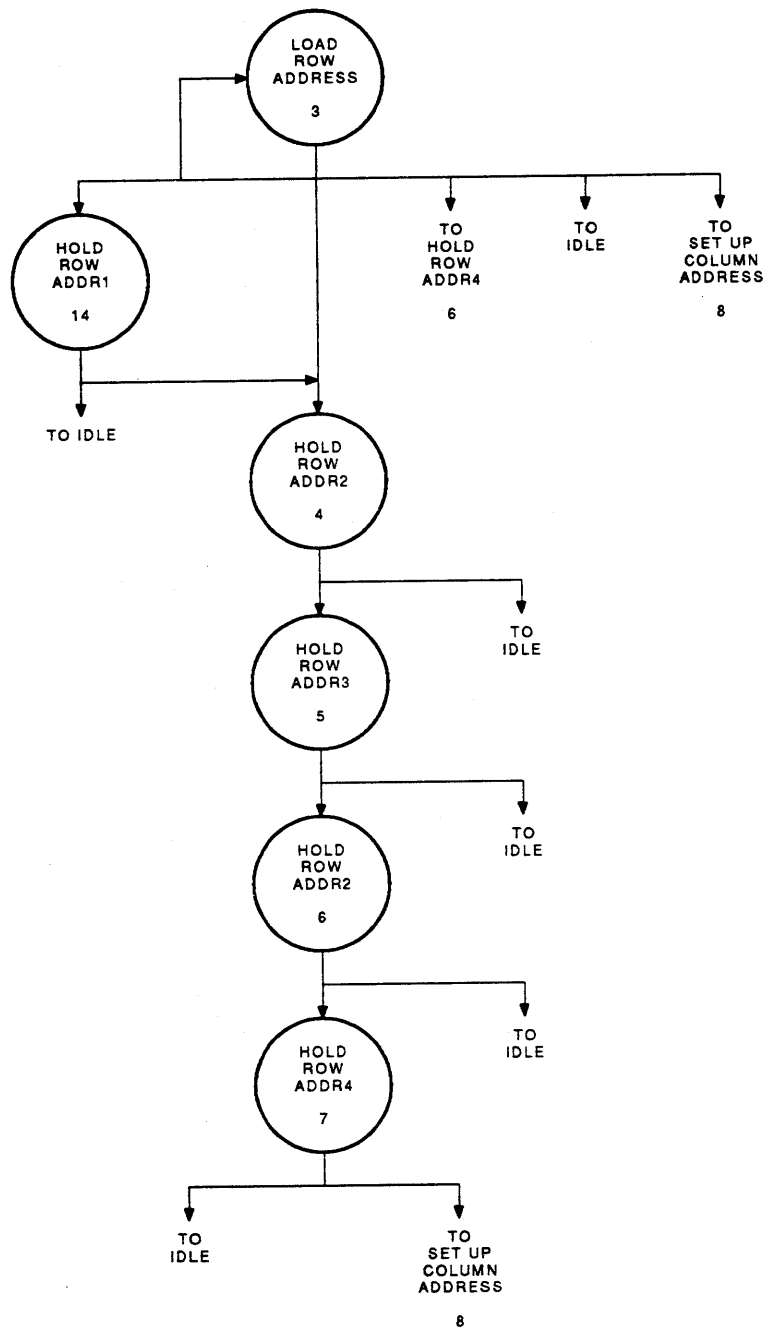 LOAD
ROW
ADDRESS
3
HOLD
ROW
ADDR1
14
TO
HOLD
ROW
ADDR4
6
TO
IDLE
TO
SET UP
COLUMN
ADDRESS
8
TO IDLE
HOLD
ROW
ADDR2
4
TO
IDLE
HOLD
ROW
ADDR3
5
TO
IDLE
HOLD
ROW
ADDR2
6
TO
IDLE
HOLD
ROW
ADDR4
7
TO
IDLE
TO
SET UP
COLUMN
ADDRESS
8